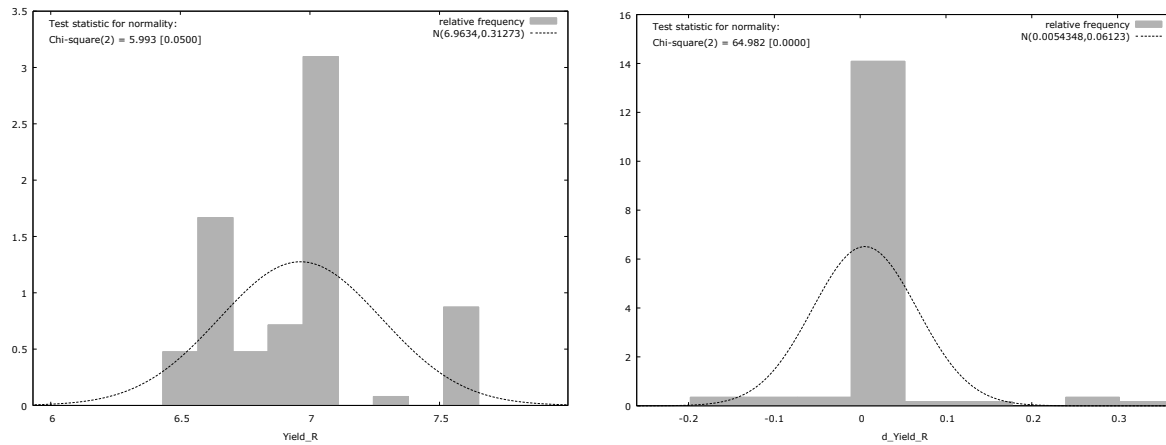 Test statistic for normality:
Chi-square(2) = 5.993 [0.0500]
relative frequency
N(6.9634,0.31273)
3.5
3
2.5
2
1.5
1
0.5
0
6
6.5
7
7.5
Yield_R
Test statistic for normality:
Chi-square(2) = 64.982 [0.0000]
relative frequency
N(0.0054348,0.06123)
16
14
12
10
8
6
4
2
0
-0.2
-0.1
0
0.1
0.2
0.3
d_Yield_R